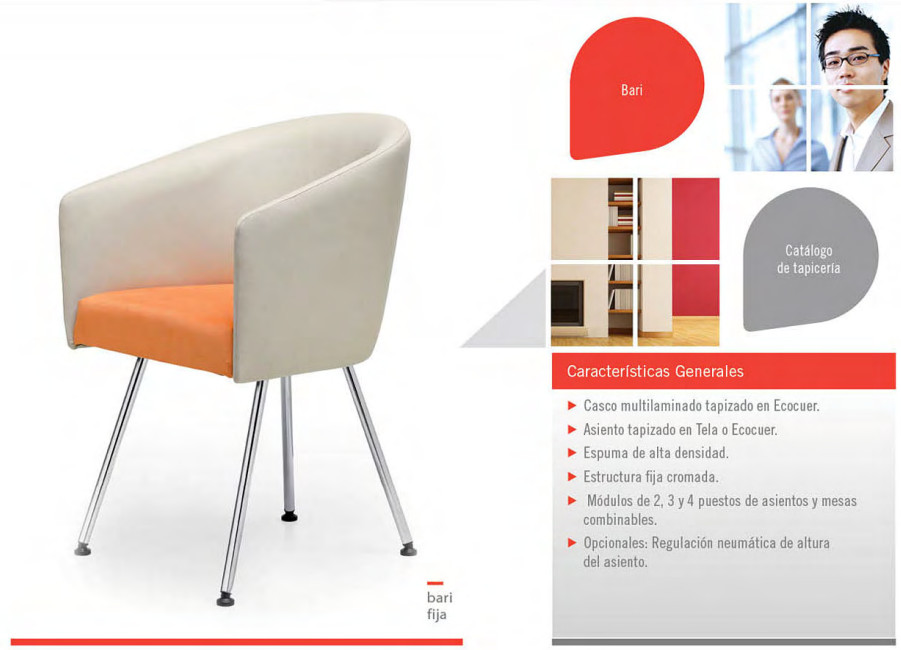 Bari
Catálogo
de tapicería
Características Generales
Casco multilaminado tapizado en Ecocuer.
Asiento tapizado en Tela o Ecocuer.
Espuma de alta densidad.
Estructura fija cromada.
Módulos de 2, 3 y 4 puestos de asientos y mesas
combinables.
Opcionales: Regulación neumática de altura
del asiento.
bari
fija